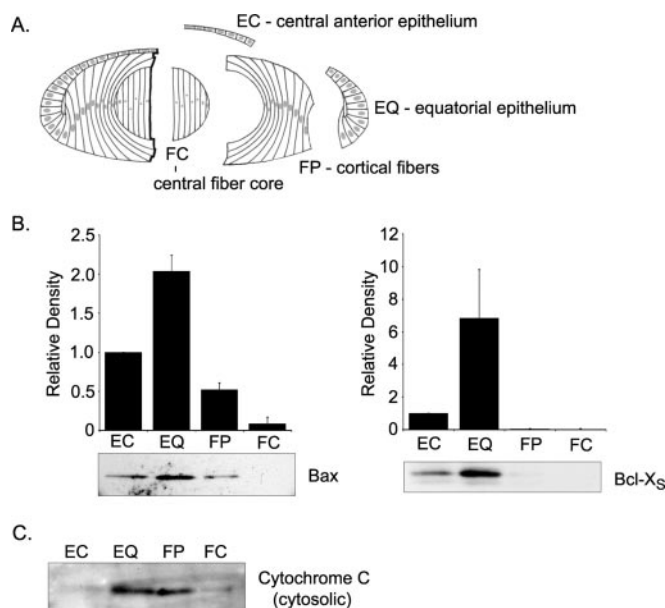 A.
EC - central anterior epithelium
EQ - equatorial epithelium
FC
central fiber core
FP - cortical fibers
B.
Relative Density
2.5
2.0
1.5
1.0
0.5
0
EC EQ FP FC
Bax
Relative Density
12
10
8
6
4
2
0
EC EQ FP FC
Bcl-XS
C.
EC EQ FP FC
Cytochrome C
(cytosolic)